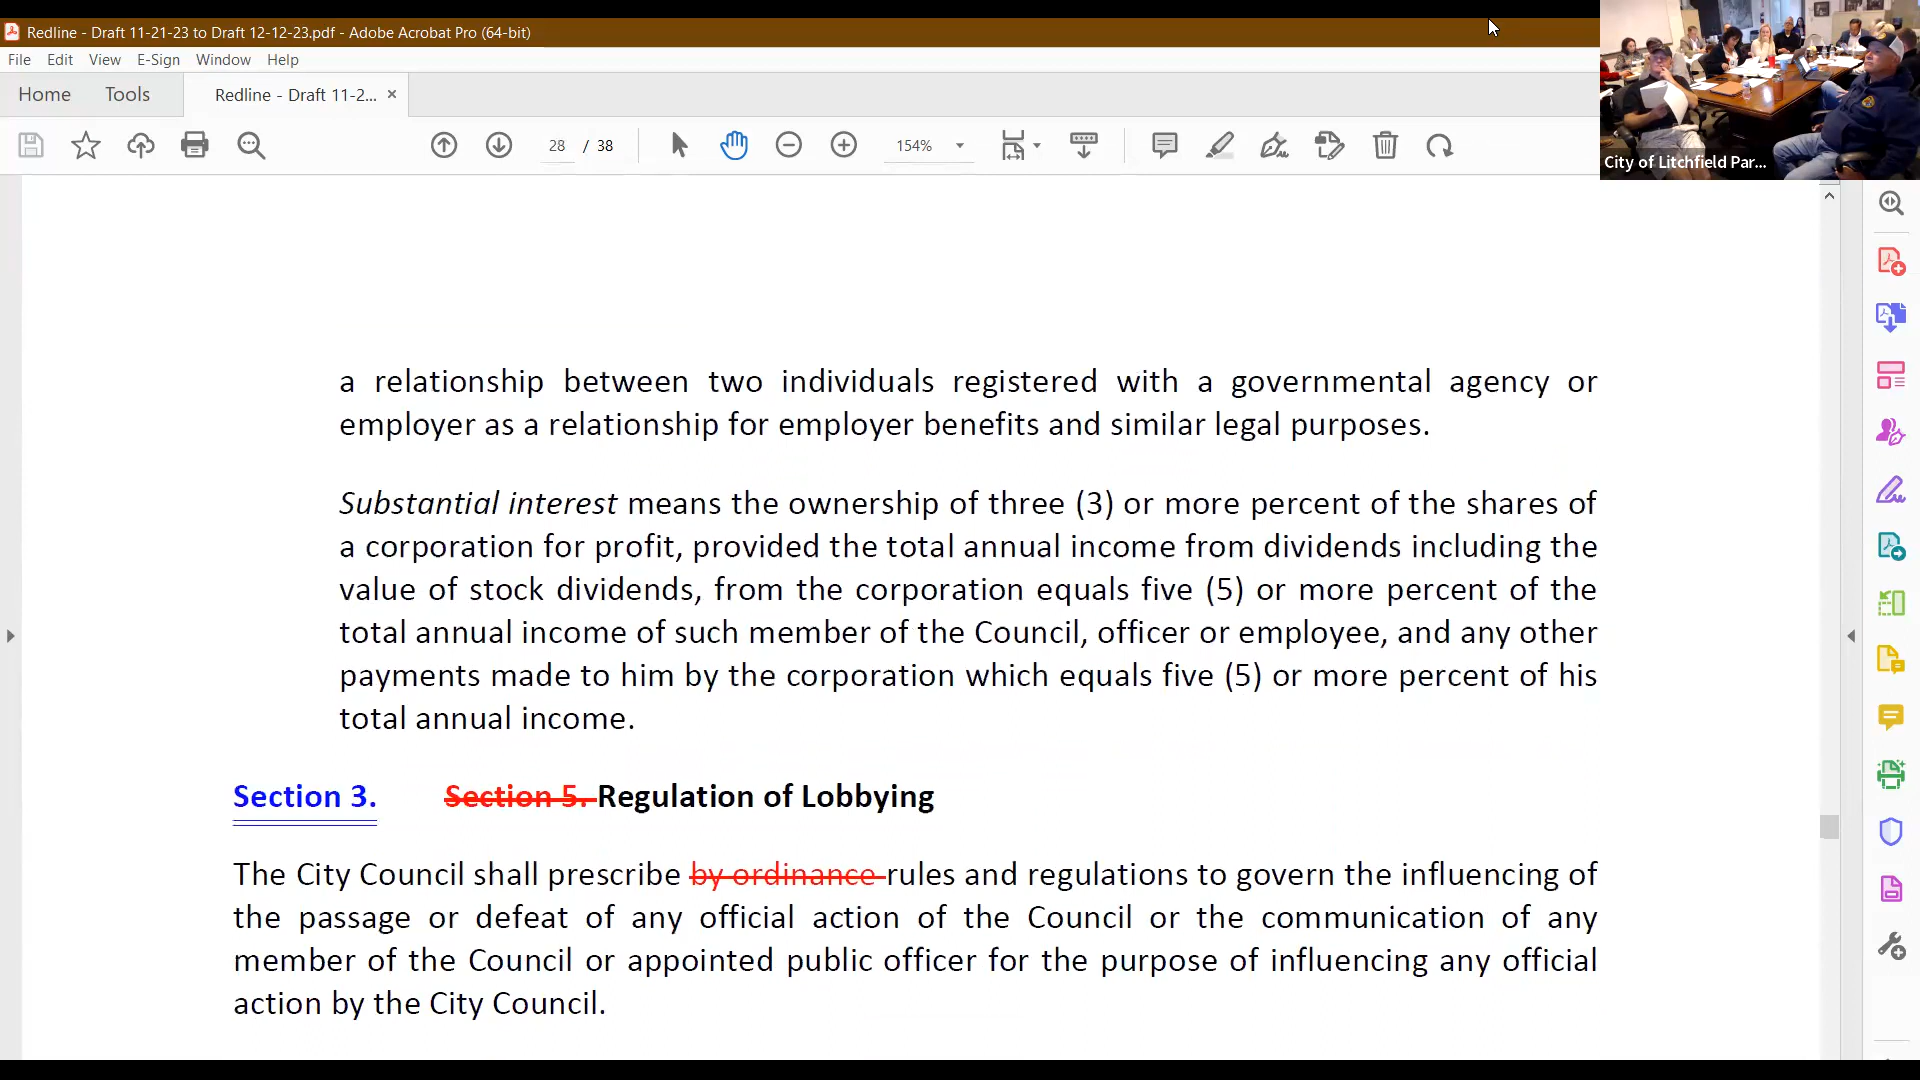 Redline - Draft 11-21-23 to Draft 12-12-23.pdf - Adobe Acrobat Pro (64-bit)
File Edit View E-Sign Window Help
Home Tools Redline - Draft 11-2... ×
28 / 38 154%
City of Litchfield Par...
a relationship between two individuals registered with a governmental agency or
employer as a relationship for employer benefits and similar legal purposes.
Substantial interest means the ownership of three (3) or more percent of the shares of
a corporation for profit, provided the total annual income from dividends including the
value of stock dividends, from the corporation equals five (5) or more percent of the
total annual income of such member of the Council, officer or employee, and any other
payments made to him by the corporation which equals five (5) or more percent of his
total annual income.
Section 3. Section 5. Regulation of Lobbying
The City Council shall prescribe by ordinance rules and regulations to govern the influencing of
the passage or defeat of any official action of the Council or the communication of any
member of the Council or appointed public officer for the purpose of influencing any official
action by the City Council.